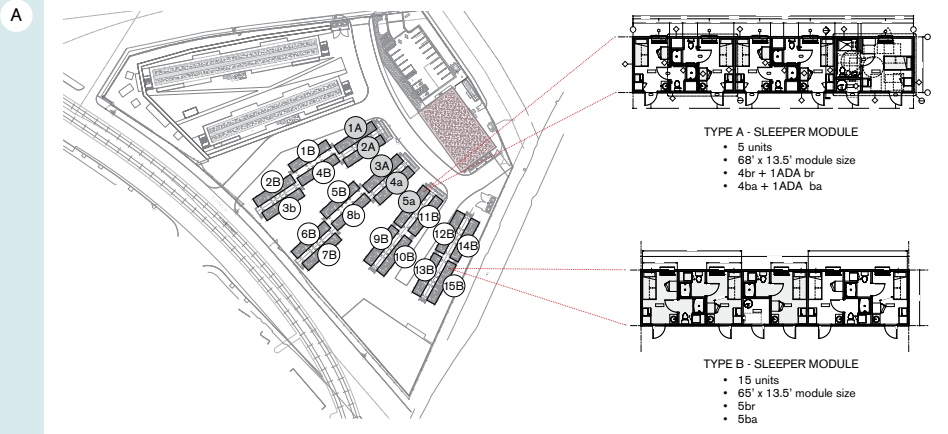 A
1A
2A
1B
4B
3A
2B
4a
5B
3b
5a
8b
11B
6B
12B
9B
14B
7B
10B
13B
15B
TYPE A - SLEEPER MODULE
• 5 units
• 68' x 13.5' module size
• 4br + 1ADA br
• 4ba + 1ADA ba
TYPE B - SLEEPER MODULE
• 15 units
• 65' x 13.5' module size
• 5br
• 5ba